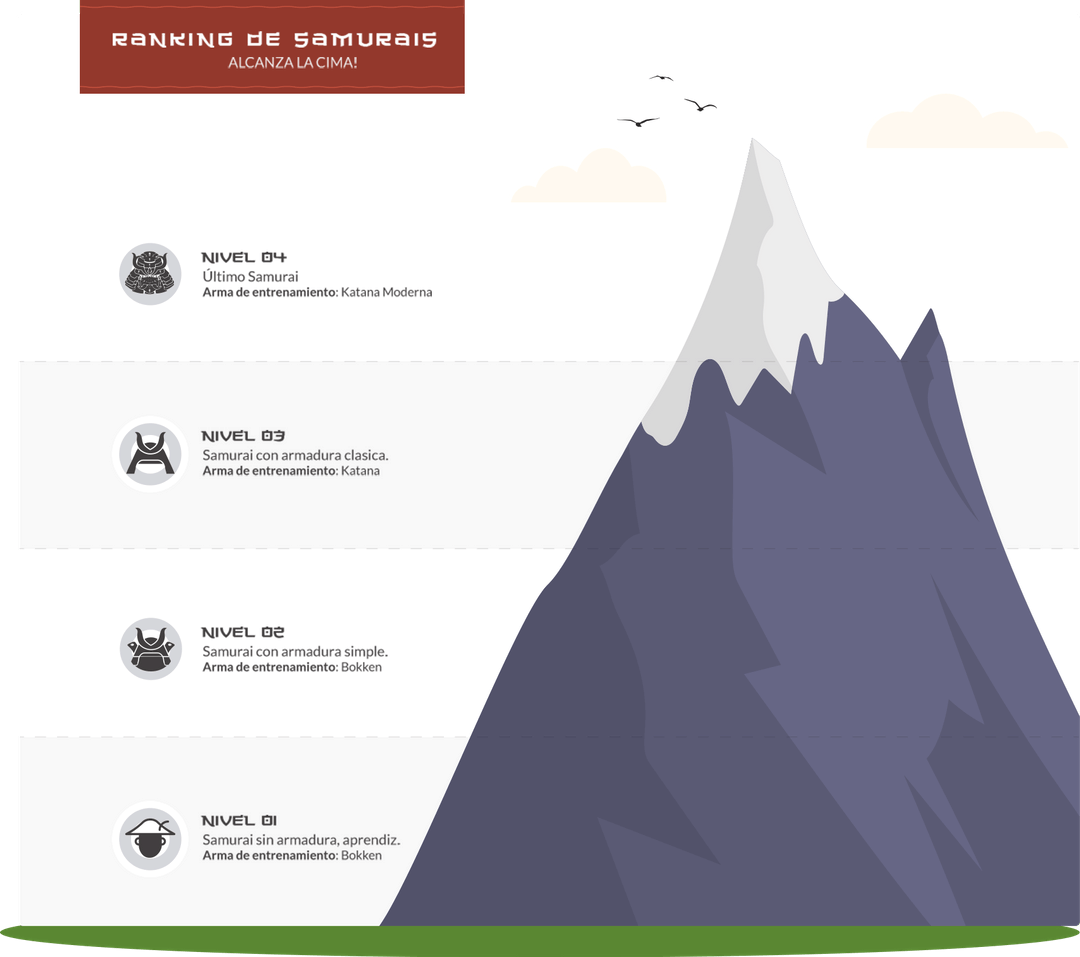 RANKING DE SAMURAIS
ALCANZA LA CIMA!
NIVEL 04
Último Samurai
Arma de entrenamiento: Katana Moderna
NIVEL 03
Samurai con armadura clasica.
Arma de entrenamiento: Katana
NIVEL 02
Samurai con armadura simple.
Arma de entrenamiento: Bokken
NIVEL 01
Samurai sin armadura, aprendiz.
Arma de entrenamiento: Bokken